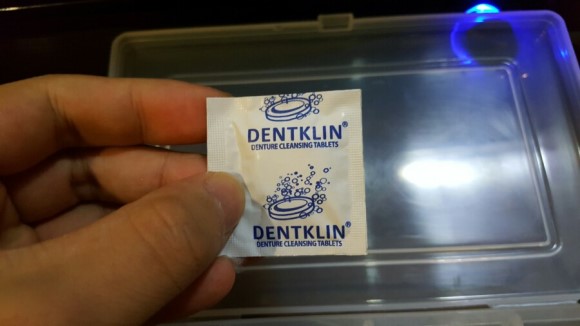 DENTKLIN®
DENTURE CLEANSING TABLETS
DENTKLIN®
DENTURE CLEANSING TABLETS